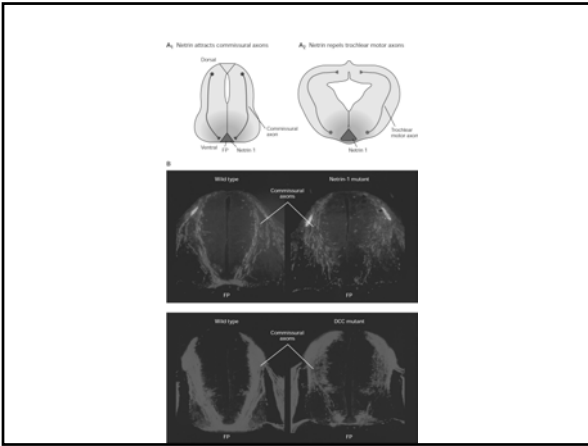 A₁ Netrin attracts commissural axons
A₂ Netrin repels trochlear motor axons
Dorsal
Commissural
axon
Ventral
FP
Netrin 1
Trochlear
motor axon
Netrin 1
B
Wild type
Netrin-1 mutant
Commissural
axons
FP
FP
Wild type
DCC mutant
Commissural
axons
FP
FP